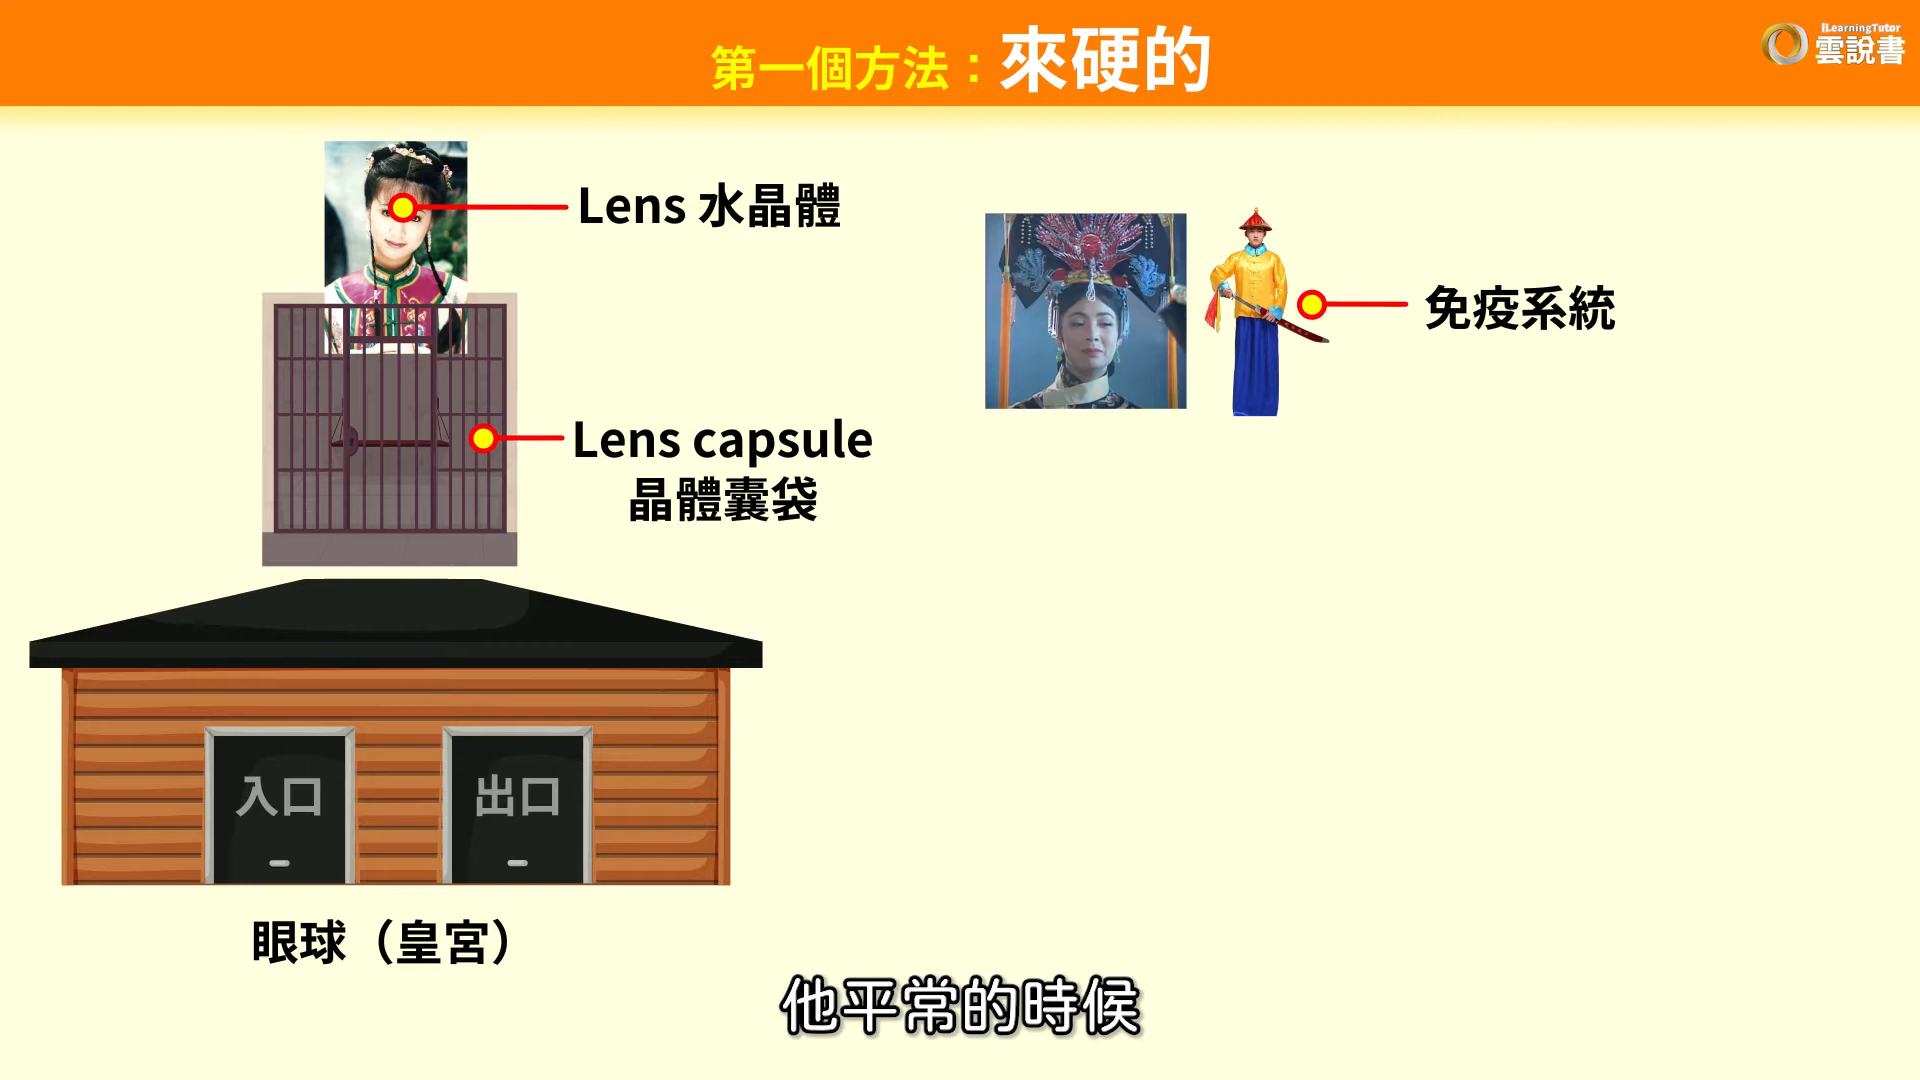 第一個方法：來硬的
iLearningTutor
雲說書
Lens 水晶體
免疫系統
Lens capsule
晶體囊袋
入口
出口
眼球（皇宮）
他平常的時候